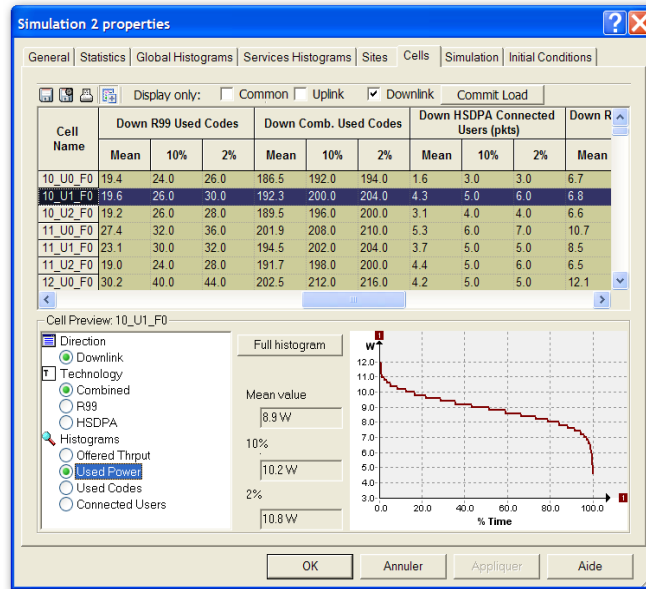 Simulation 2 properties
General Statistics Global Histograms Services Histograms Sites Cells Simulation Initial Conditions
Display only: Common Uplink Downlink Commit Load
Cell Name Down R99 Used Codes Down Comb. Used Codes Down HSDPA Connected Users (pkts) Down R
Mean 10% 2% Mean 10% 2% Mean 10% 2% Mean
10_U0_F0 19.4 24.0 26.0 186.5 192.0 194.0 1.6 3.0 3.0 6.7
10_U1_F0 19.6 26.0 30.0 192.3 200.0 204.0 4.3 5.0 6.0 6.8
10_U2_F0 19.2 26.0 28.0 189.5 196.0 200.0 3.1 4.0 4.0 6.6
11_U0_F0 27.4 32.0 36.0 201.9 208.0 210.0 5.3 6.0 7.0 10.7
11_U1_F0 23.1 30.0 32.0 194.5 202.0 204.0 3.7 5.0 5.0 8.5
11_U2_F0 19.0 24.0 28.0 191.7 198.0 200.0 4.4 5.0 6.0 6.5
12_U0_F0 30.2 40.0 44.0 202.5 212.0 216.0 4.2 5.0 5.0 12.1
Cell Preview: 10_U1_F0
Direction
Downlink
Technology
Combined
R99
HSDPA
Histograms
Offered Thrput
Used Power
Used Codes
Connected Users
Full histogram
Mean value
8.9 W
10%
10.2 W
2%
10.8 W
1
W
12.0
11.0
10.0
9.0
8.0
7.0
6.0
5.0
4.0
3.0
0.0 20.0 40.0 60.0 80.0 100.0
1
% Time
OK Annuler Appliquer Aide